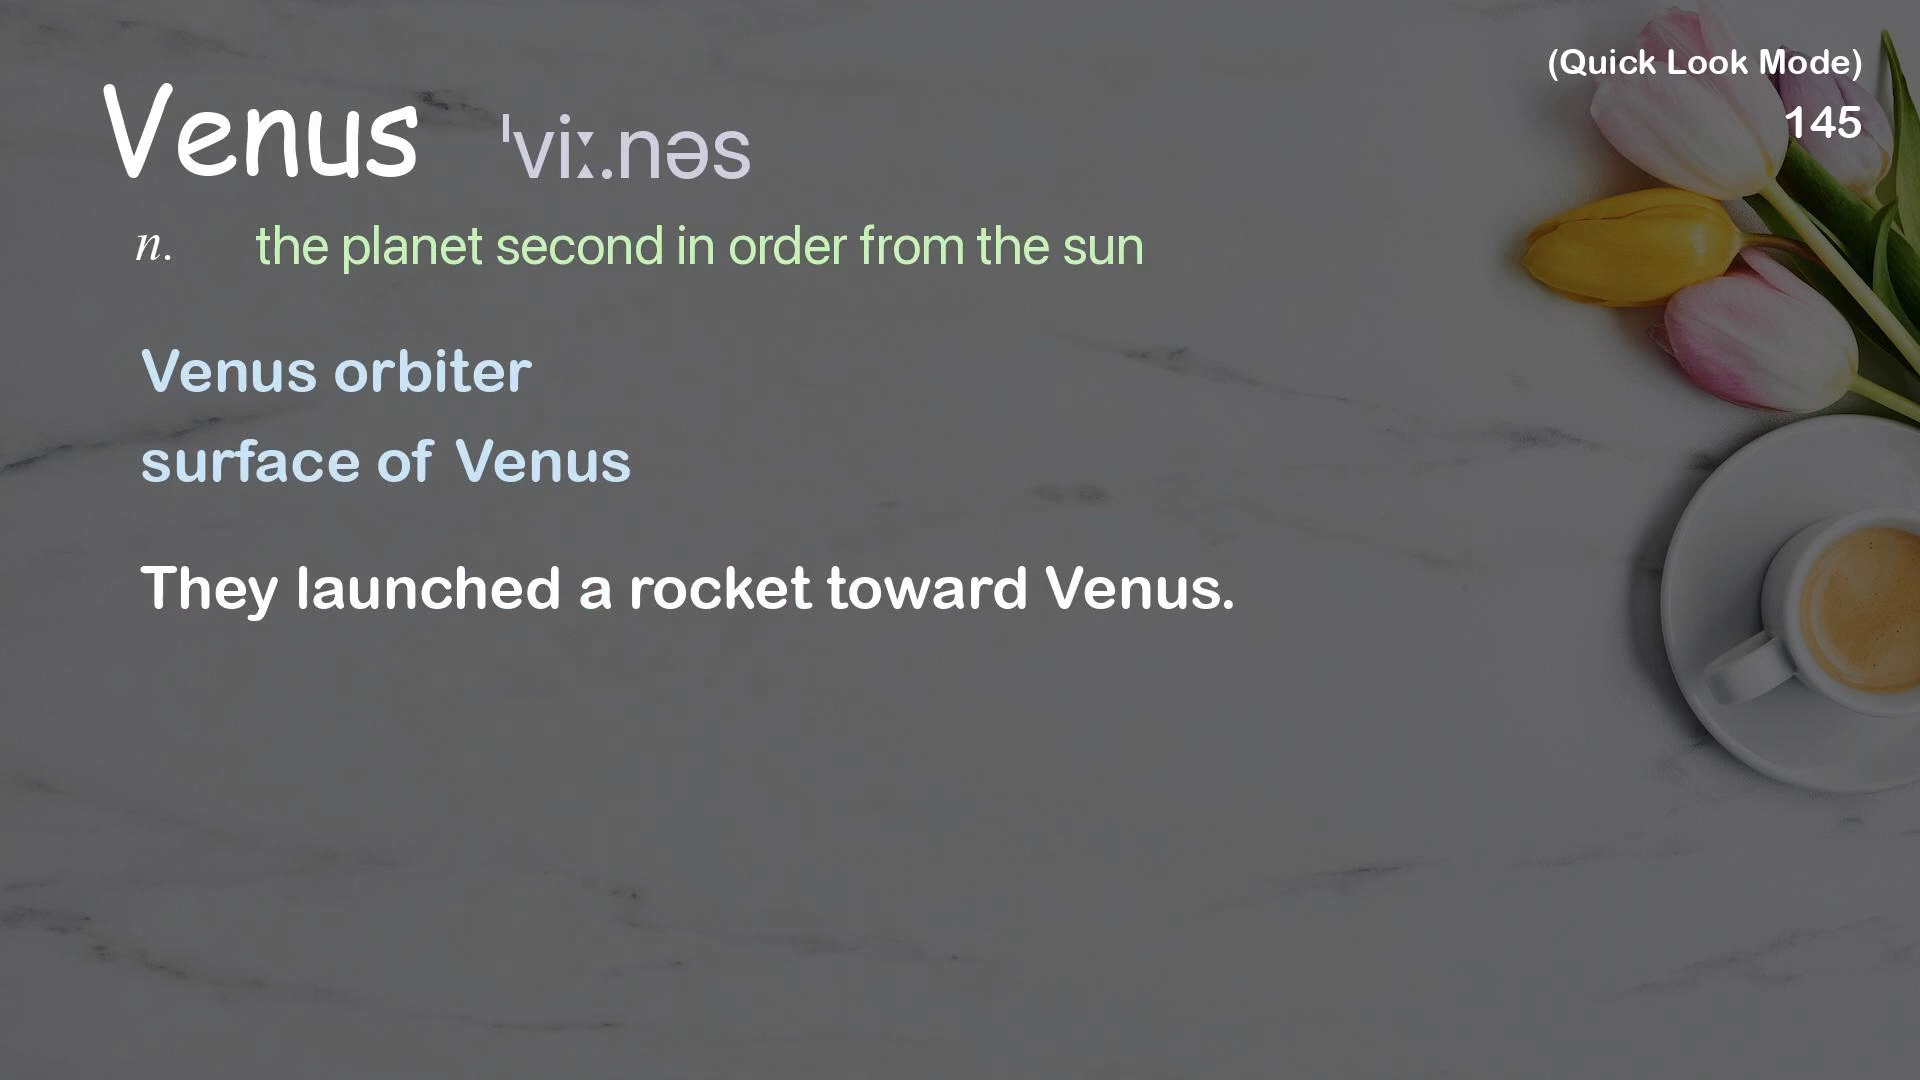 (Quick Look Mode)
145
Venus ˈviː.nəs
n. the planet second in order from the sun
Venus orbiter
surface of Venus
They launched a rocket toward Venus.